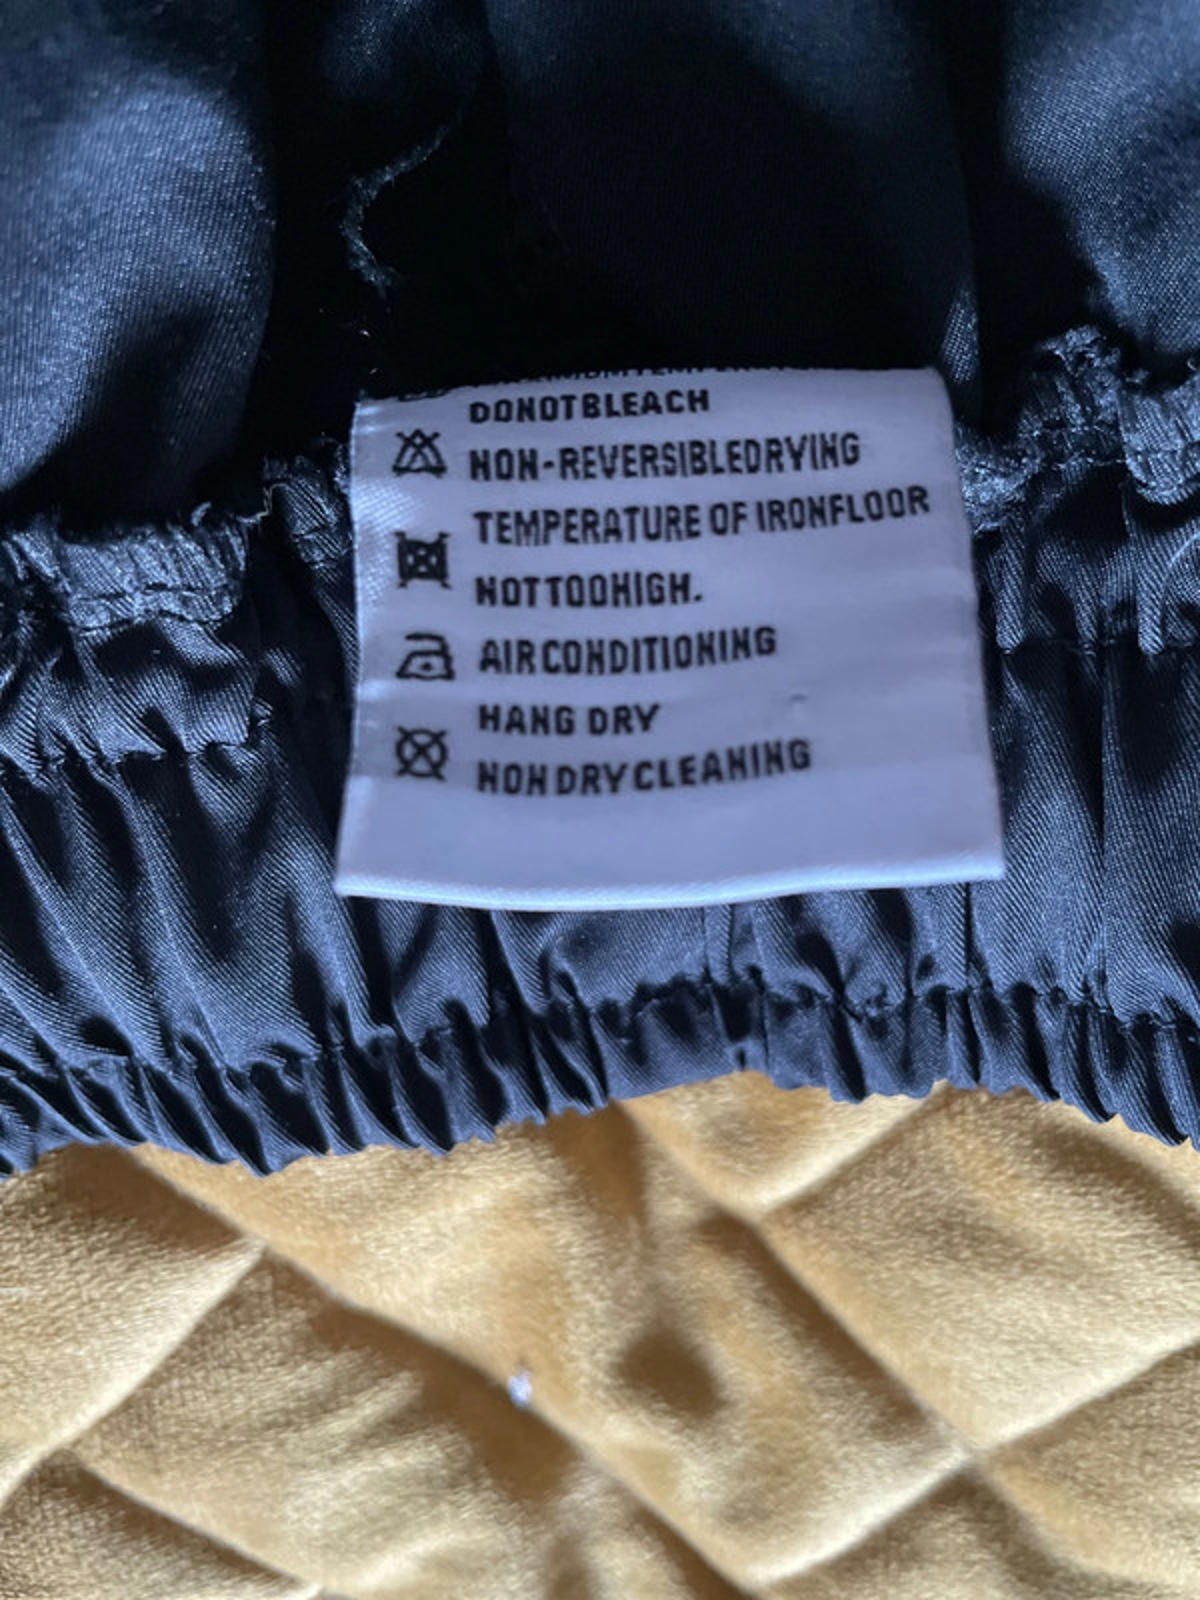 DONOTBLEACH
NON-REVERSIBLEDRYING
TEMPERATURE OF IRONFLOOR
NOTTOOHIGH.
AIRCONDITIONING
HANG DRY
NONDRYCLEANING